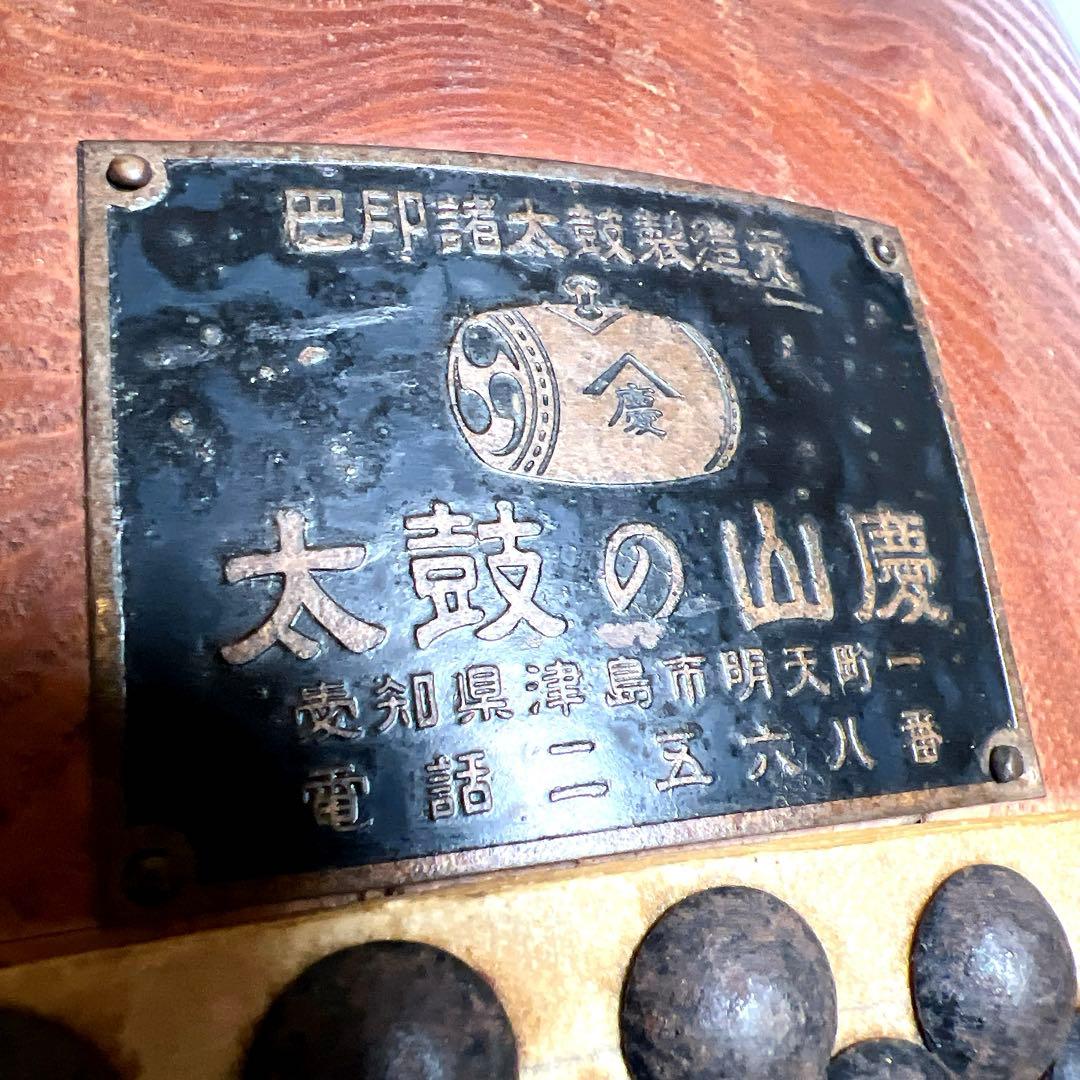 巴印諸太鼓製造元
慶
太鼓の山慶
愛知県津島市明天町一
電話二五六八番